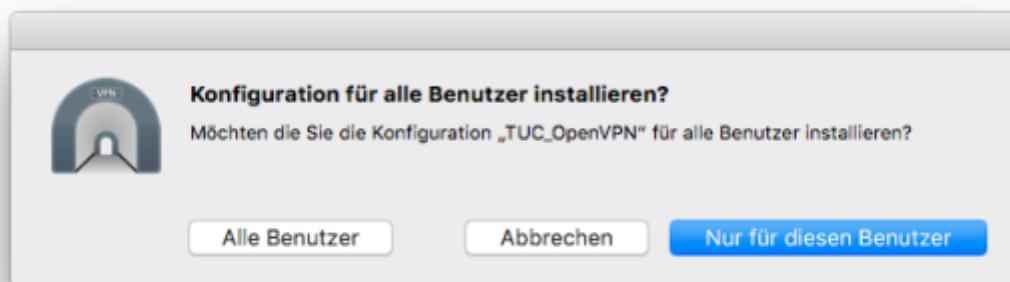 VPN
Konfiguration für alle Benutzer installieren?
Möchten die Sie die Konfiguration „TUC_OpenVPN“ für alle Benutzer installieren?
Alle Benutzer
Abbrechen
Nur für diesen Benutzer